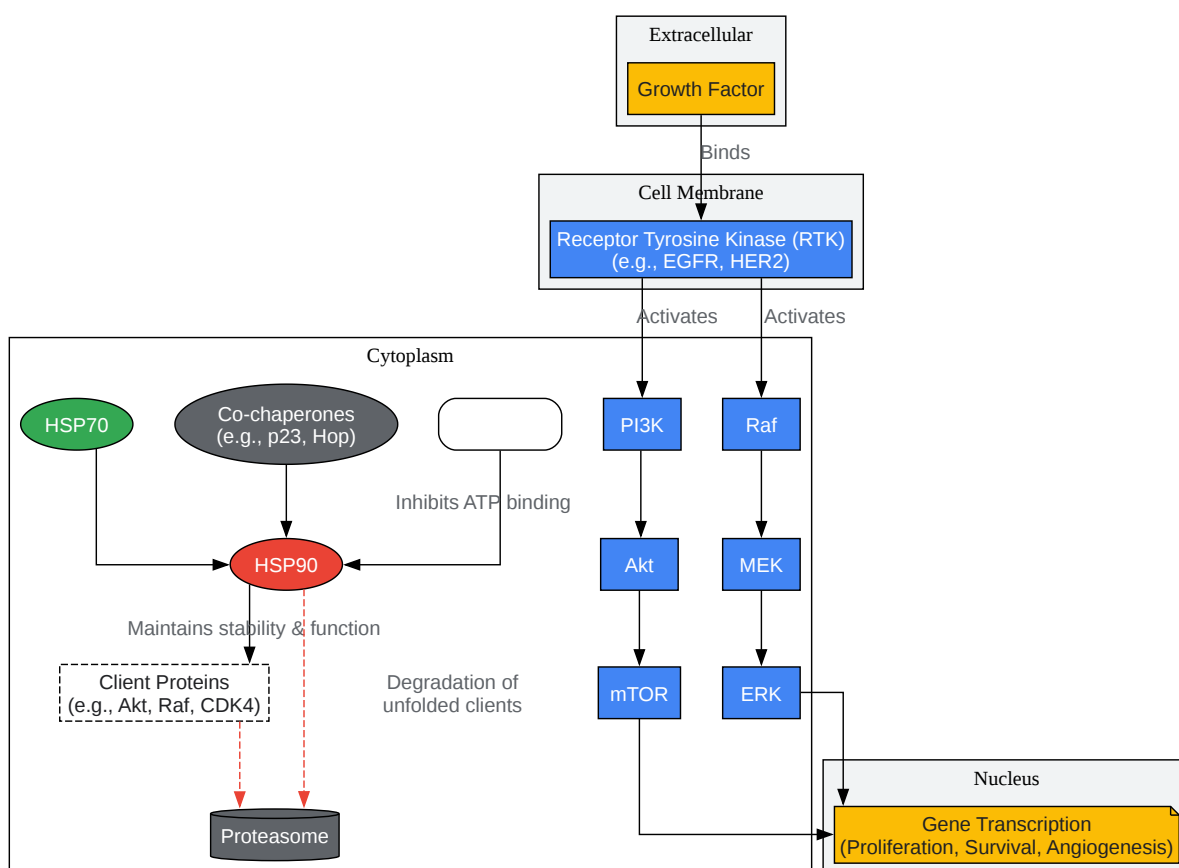 Extracellular
Growth Factor
Binds
Cell Membrane
Receptor Tyrosine Kinase (RTK)
(e.g., EGFR, HER2)
Activates
Activates
Cytoplasm
HSP70
Co-chaperones
(e.g., p23, Hop)
PI3K
Raf
Inhibits ATP binding
HSP90
Akt
MEK
Maintains stability & function
Client Proteins
(e.g., Akt, Raf, CDK4)
Degradation of
unfolded clients
mTOR
ERK
Nucleus
Proteasome
Gene Transcription
(Proliferation, Survival, Angiogenesis)